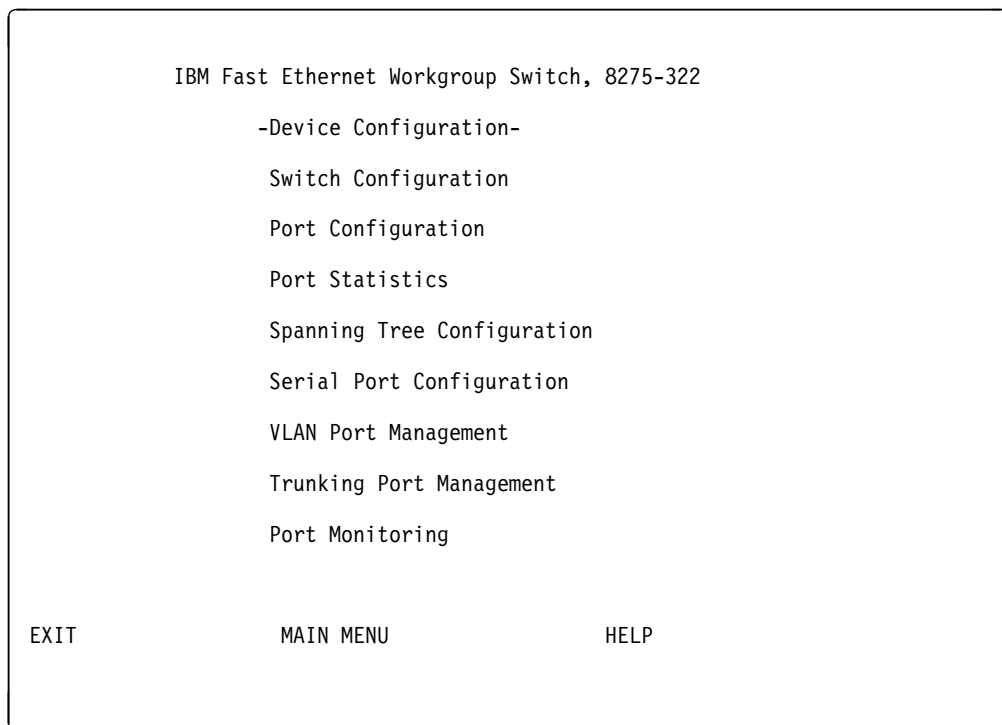 IBM Fast Ethernet Workgroup Switch, 8275-322
-Device Configuration-
Switch Configuration
Port Configuration
Port Statistics
Spanning Tree Configuration
Serial Port Configuration
VLAN Port Management
Trunking Port Management
Port Monitoring
EXIT MAIN MENU HELP